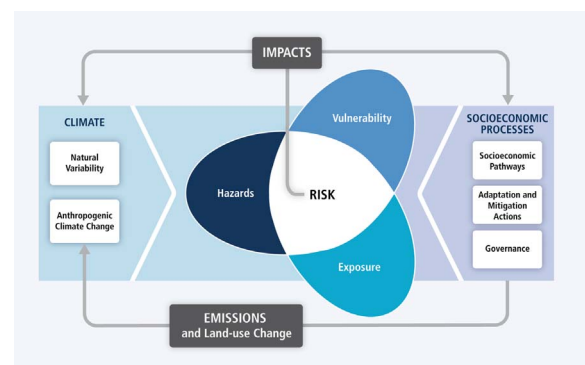 IMPACTS
CLIMATE
Natural
Variability
Anthropogenic
Climate Change
Vulnerability
Hazards
RISK
Exposure
SOCIOECONOMIC
PROCESSES
Socioeconomic
Pathways
Adaptation and
Mitigation
Actions
Governance
EMISSIONS
and Land-use Change